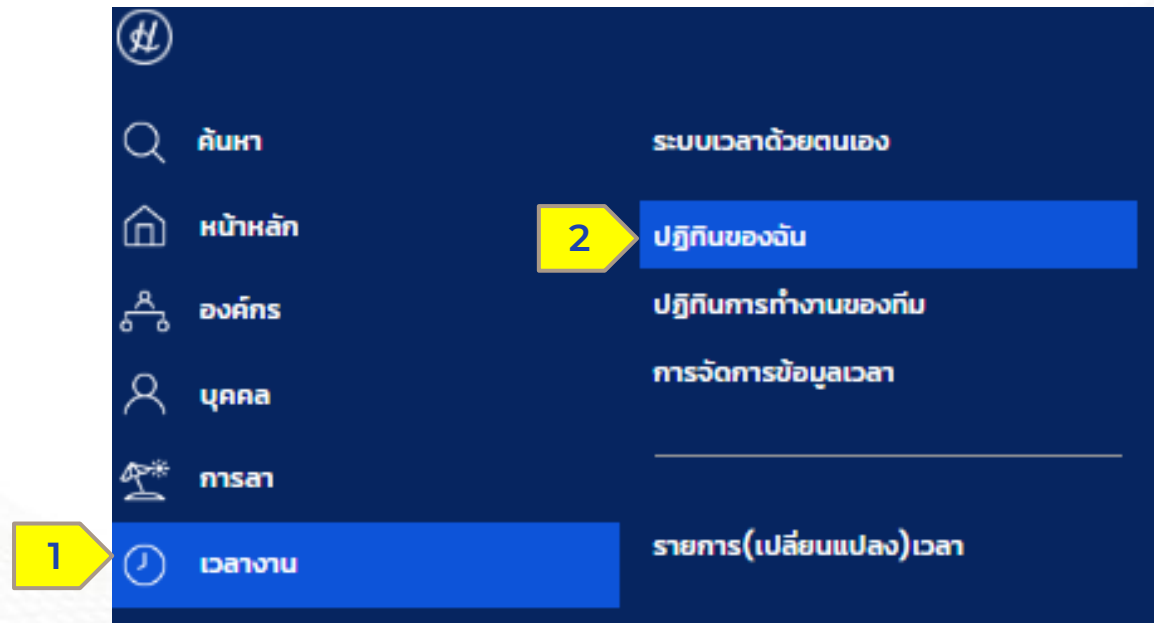 ค้นหา
หน้าหลัก
องค์กร
บุคคล
การลา
1
เวลางาน
ระบบเวลาด้วยตนเอง
2
ปฏิทินของฉัน
ปฏิทินการทำงานของทีม
การจัดการข้อมูลเวลา
รายการ(เปลี่ยนแปลง)เวลา